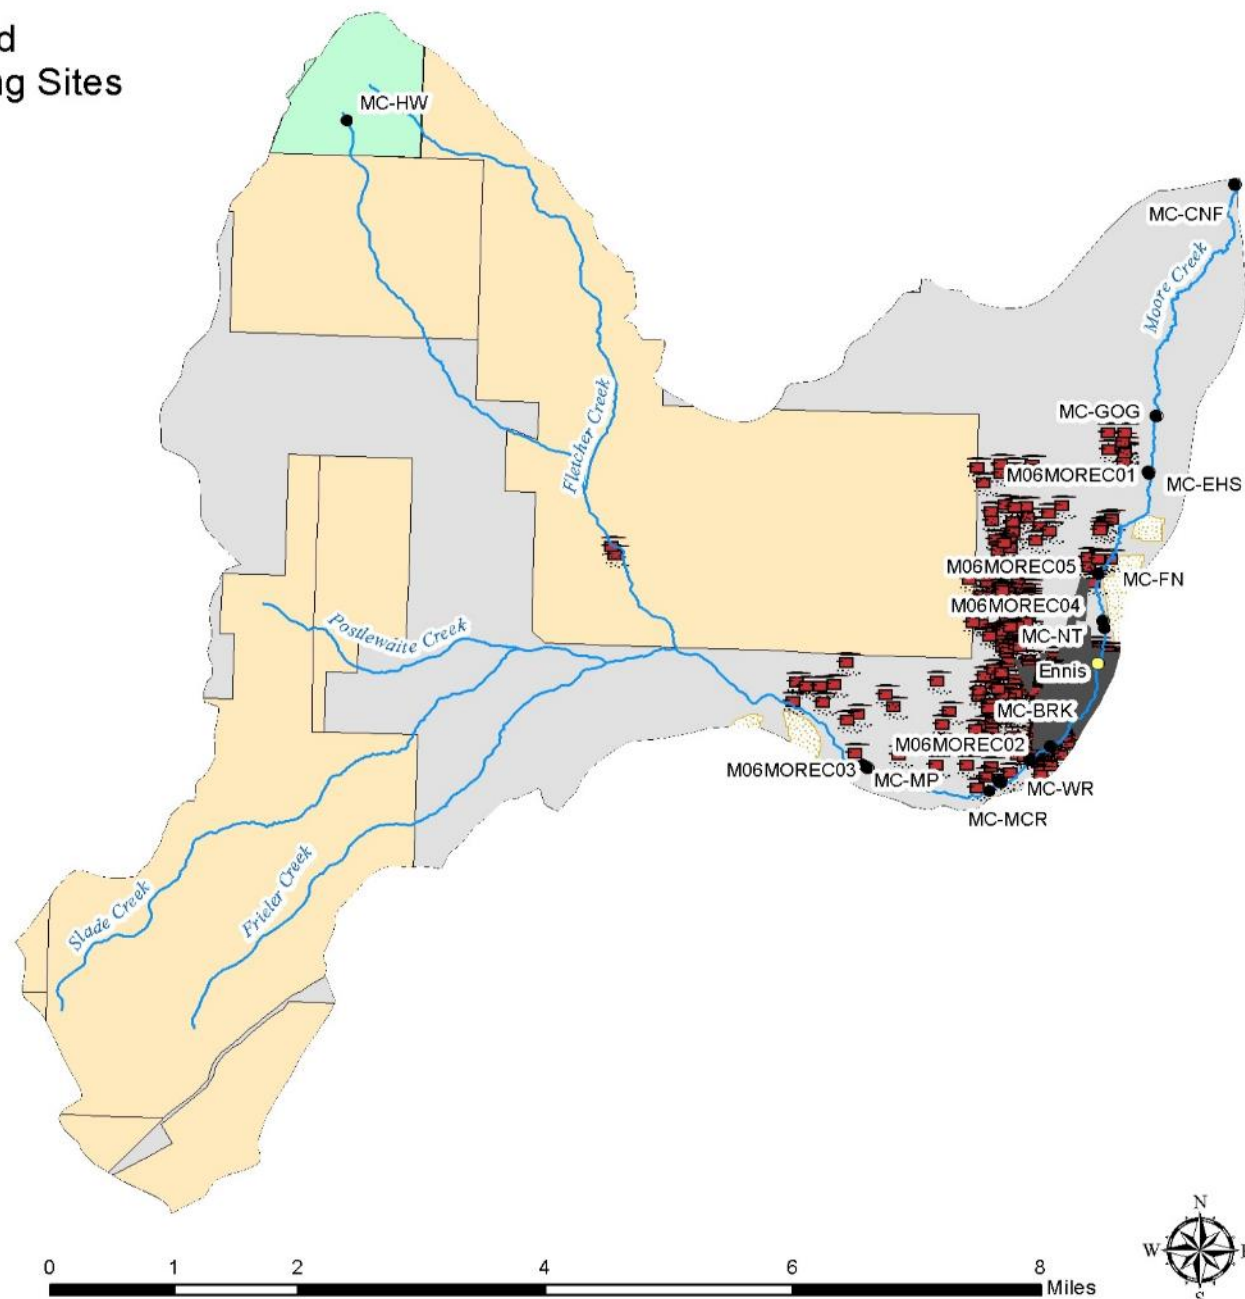 d
ng Sites
MC-HW
MC-CNF
Moore Creek
MC-GOG
Fletcher Creek
M06MOREC01
MC-EHS
M06MOREC05
MC-FN
M06MOREC04
MC-NT
Postlewaite Creek
Ennis
MC-BRK
M06MOREC02
M06MOREC03
MC-MP
MC-WR
MC-MCR
Slade Creek
Frieler Creek
N
W
E
S
0 1 2 4 6 8
Miles